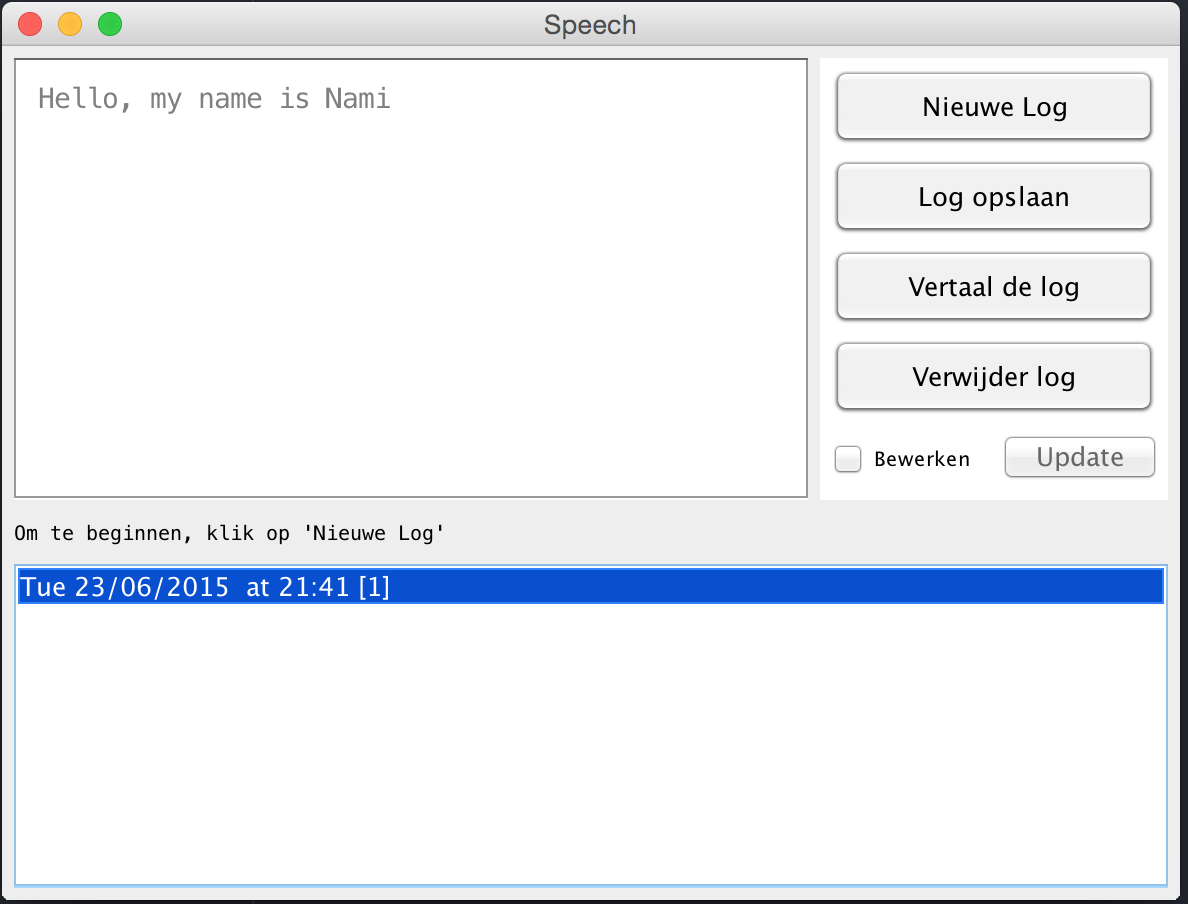 Speech
Hello, my name is Nami
Nieuwe Log
Log opslaan
Vertaal de log
Verwijder log
Bewerken
Update
Om te beginnen, klik op 'Nieuwe Log'
Tue 23/06/2015  at 21:41 [1]